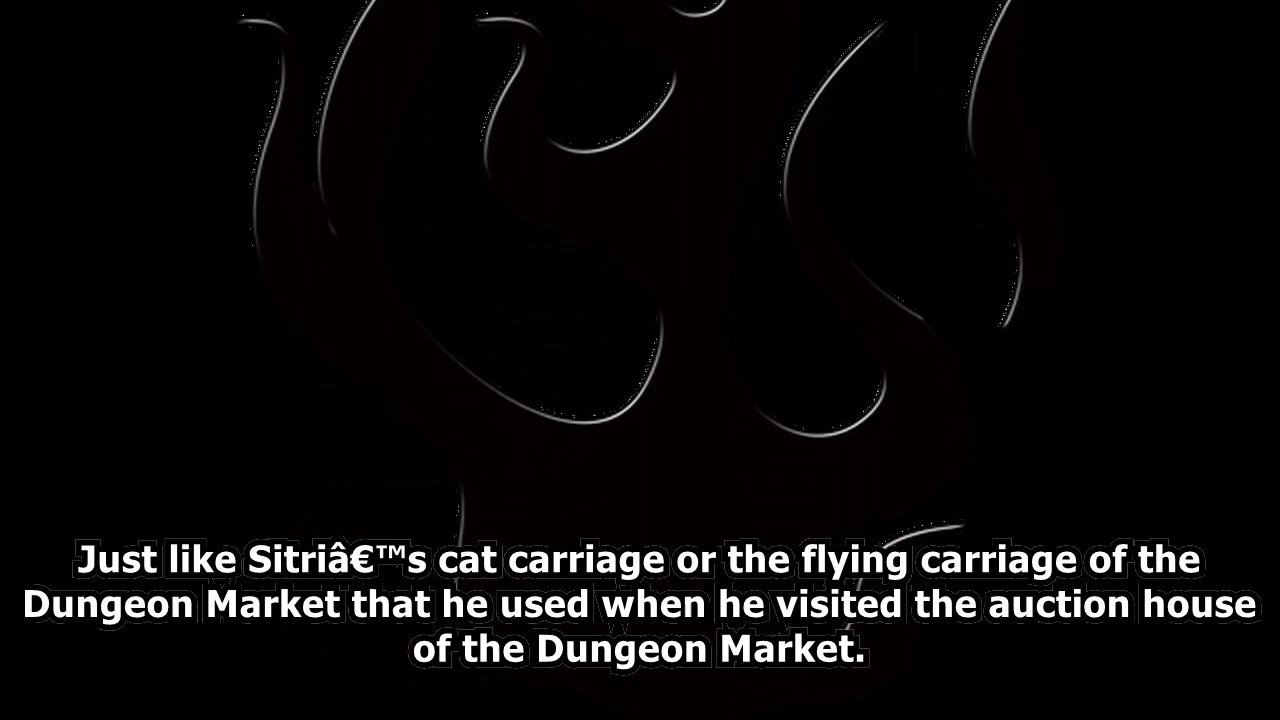 Just like Sitriâ€™s cat carriage or the flying carriage of the
Dungeon Market that he used when he visited the auction house
of the Dungeon Market.